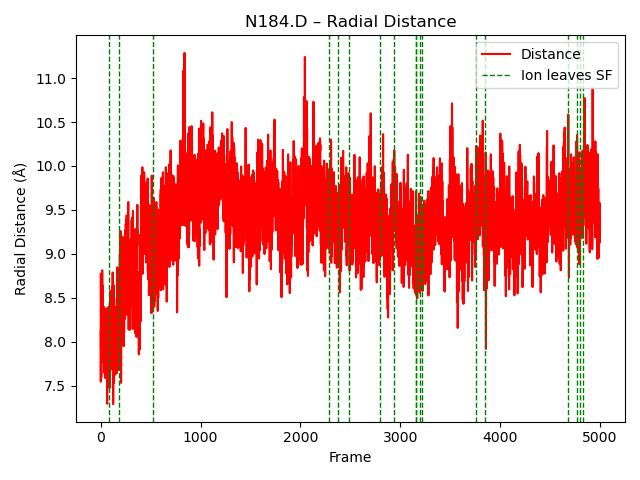 N184.D – Radial Distance
Distance
Ion leaves SF
Radial Distance (Å)
11.0
10.5
10.0
9.5
9.0
8.5
8.0
7.5
0 1000 2000 3000 4000 5000
Frame